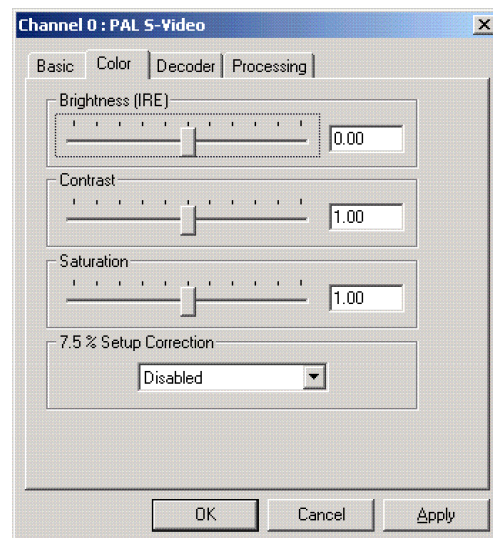 Channel 0 : PAL S-Video
Basic Color Decoder Processing
Brightness (IRE)
0.00
Contrast
1.00
Saturation
1.00
7.5 % Setup Correction
Disabled
OK Cancel Apply